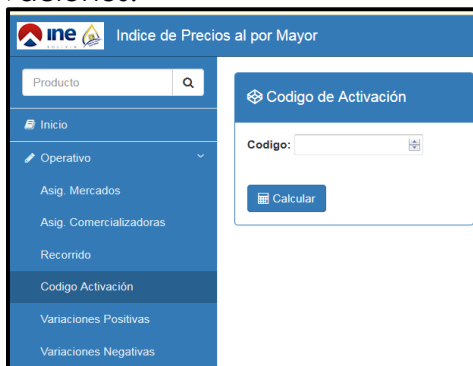 ine Indice de Precios al por Mayor
Producto
Inicio
Operativo
Asig. Mercados
Asig. Comercializadoras
Recorrido
Codigo Activación
Variaciones Positivas
Variaciones Negativas
Codigo de Activación
Codigo:
Calcular